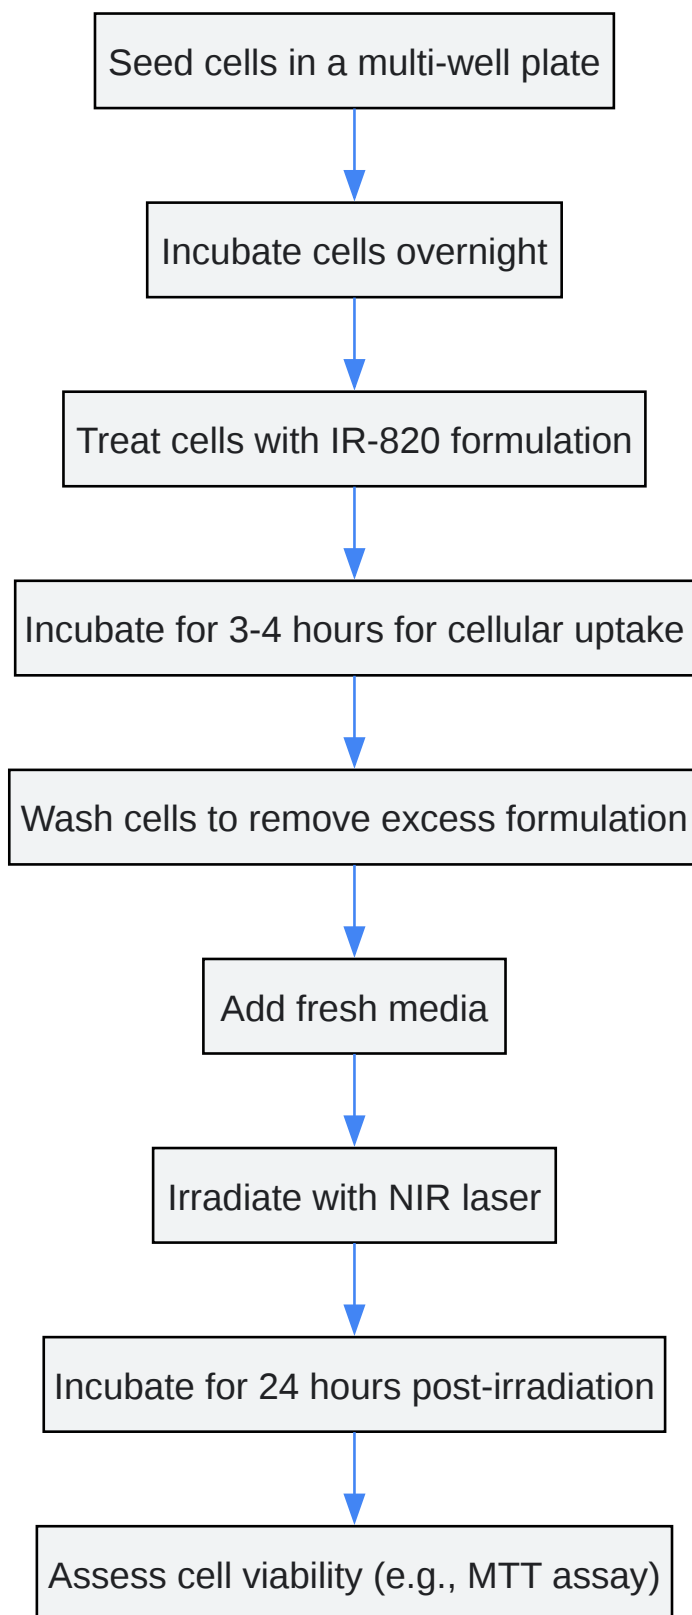 Seed cells in a multi-well plate
Incubate cells overnight
Treat cells with IR-820 formulation
Incubate for 3-4 hours for cellular uptake
Wash cells to remove excess formulation
Add fresh media
Irradiate with NIR laser
Incubate for 24 hours post-irradiation
Assess cell viability (e.g., MTT assay)